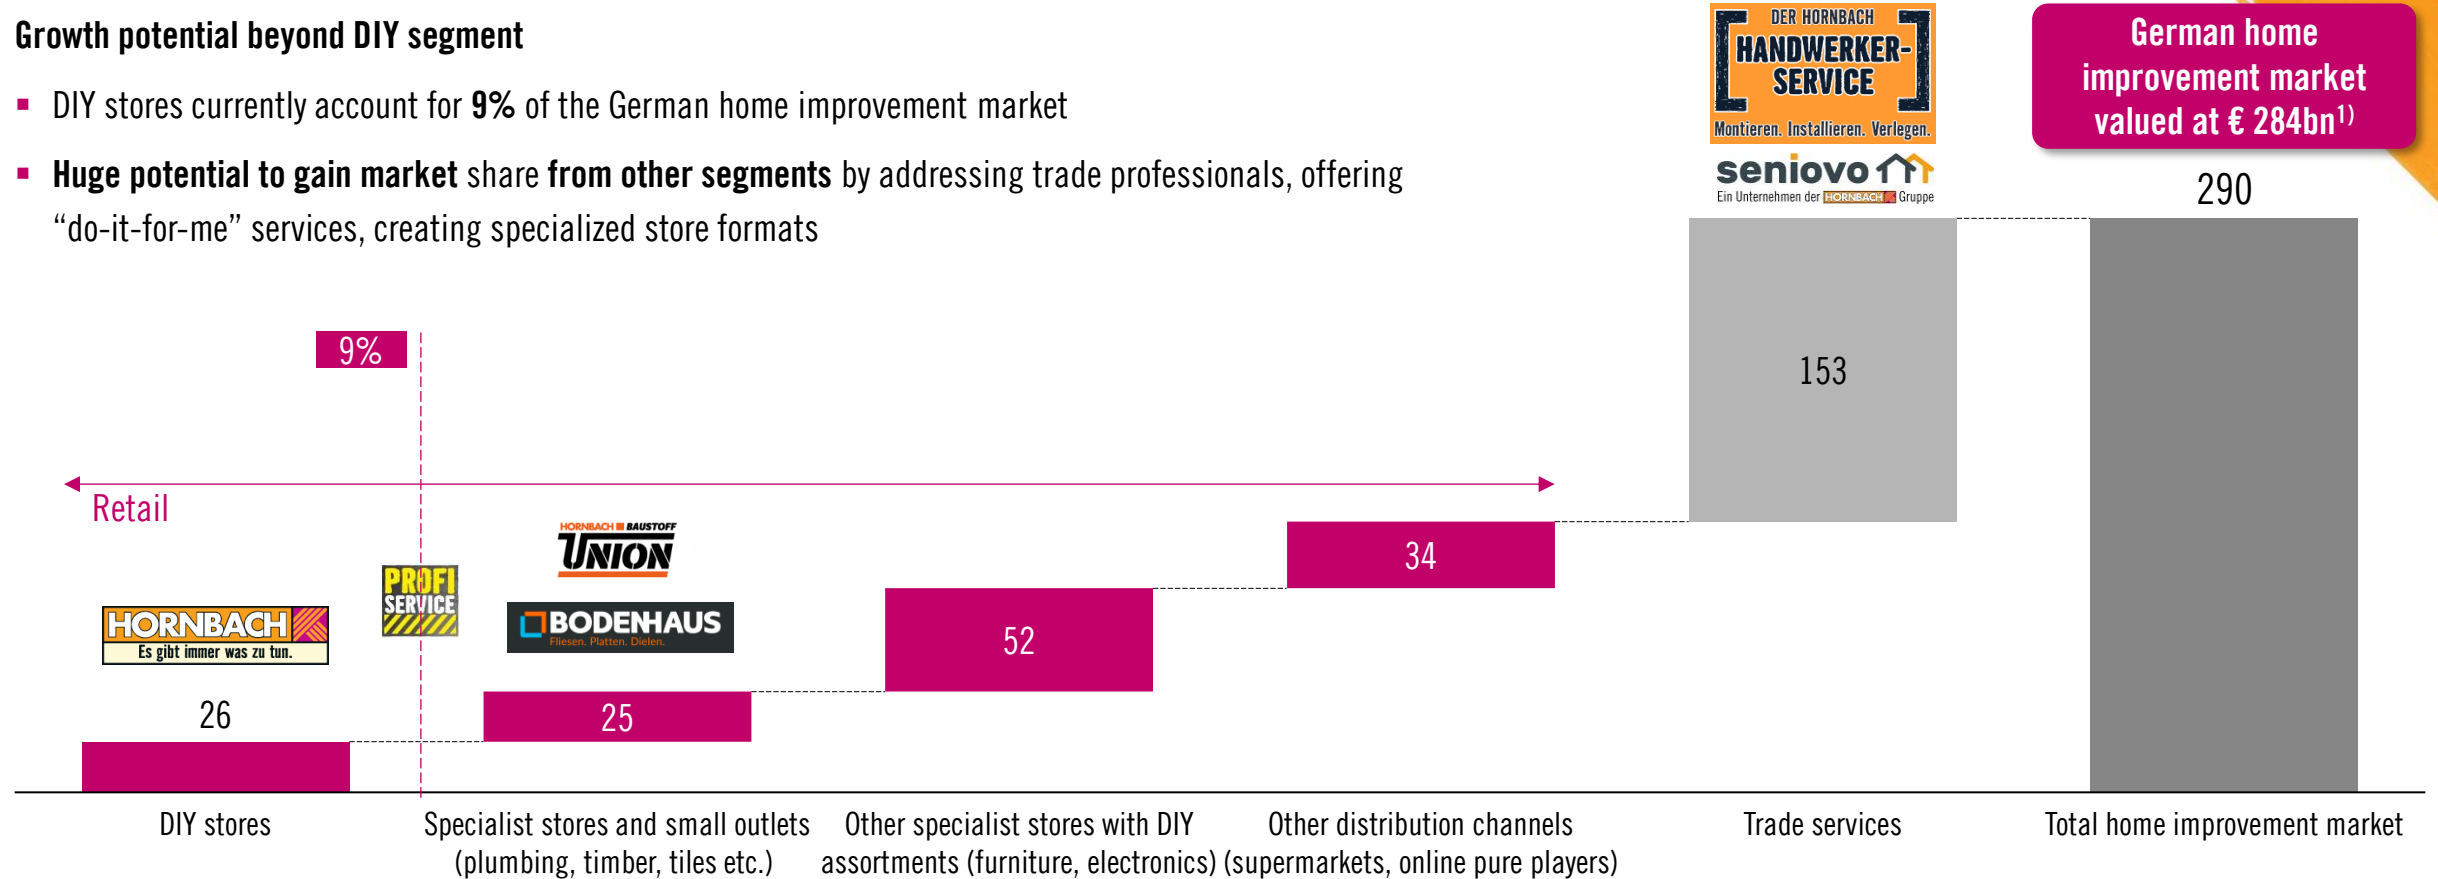 Growth potential beyond DIY segment
▪ DIY stores currently account for 9% of the German home improvement market
▪ Huge potential to gain market share from other segments by addressing trade professionals, offering
“do-it-for-me” services, creating specialized store formats
DER HORNBACH
HANDWERKER-
SERVICE
Montieren. Installieren. Verlegen.
seniovo
Ein Unternehmen der HORNBACH Gruppe
German home
improvement market
valued at € 284bn1)
290
9%
153
Retail
HORNBACH BAUSTOFF
UNION
34
PROFI
SERVICE
HORNBACH
Es gibt immer was zu tun.
BODENHAUS
Fliesen. Platten. Dielen.
52
26
25
DIY stores
Specialist stores and small outlets
(plumbing, timber, tiles etc.)
Other specialist stores with DIY
assortments (furniture, electronics)
Other distribution channels
(supermarkets, online pure players)
Trade services
Total home improvement market